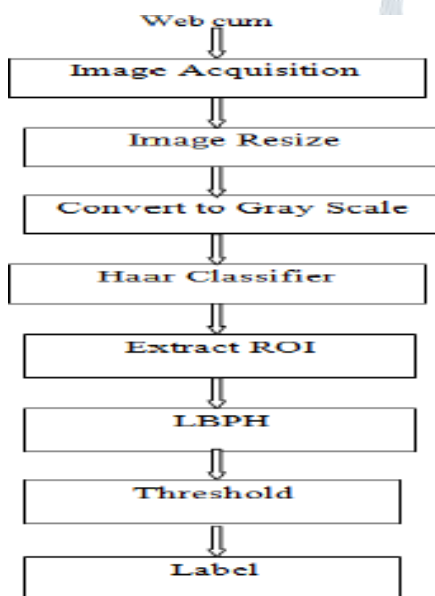 Web cum
Image Acquisition
Image Resize
Convert to Gray Scale
Haar Classifier
Extract ROI
LBPH
Threshold
Label